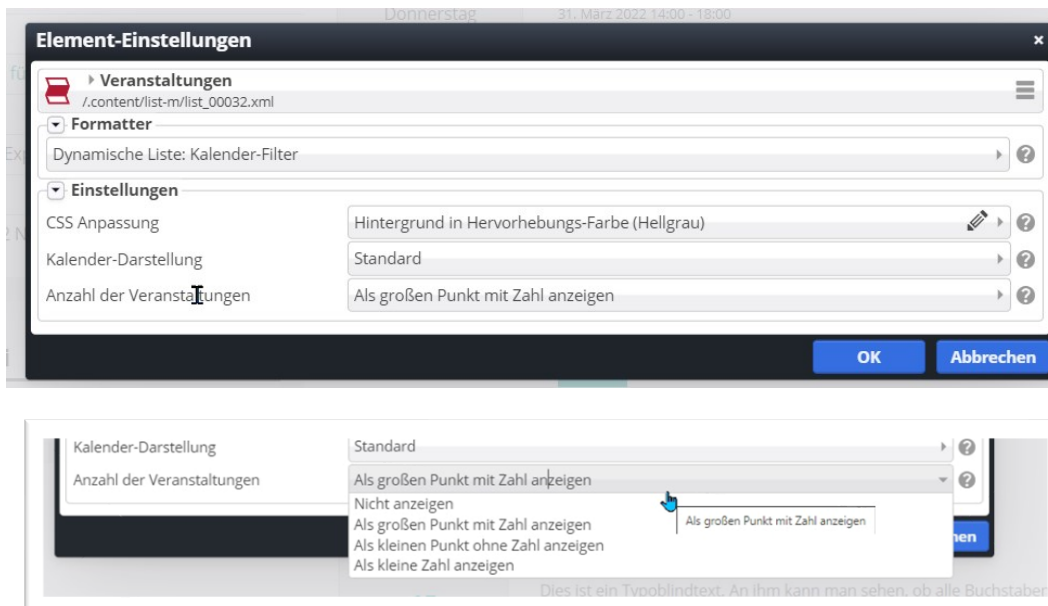 Donnerstag 31. März 2022 14:00 - 18:00
Element-Einstellungen
Veranstaltungen
/.content/list-m/list_00032.xml
Formatter
Dynamische Liste: Kalender-Filter
Einstellungen
CSS Anpassung Hintergrund in Hervorhebungs-Farbe (Hellgrau)
Kalender-Darstellung Standard
Anzahl der Veranstaltungen Als großen Punkt mit Zahl anzeigen
OK Abbrechen
Kalender-Darstellung Standard
Anzahl der Veranstaltungen Als großen Punkt mit Zahl anzeigen
Nicht anzeigen
Als großen Punkt mit Zahl anzeigen
Als großen Punkt mit Zahl anzeigen
Als kleinen Punkt ohne Zahl anzeigen
hen
Als kleine Zahl anzeigen
Dies ist ein Typoblindtext. An ihm kann man sehen, ob alle Buchstaben